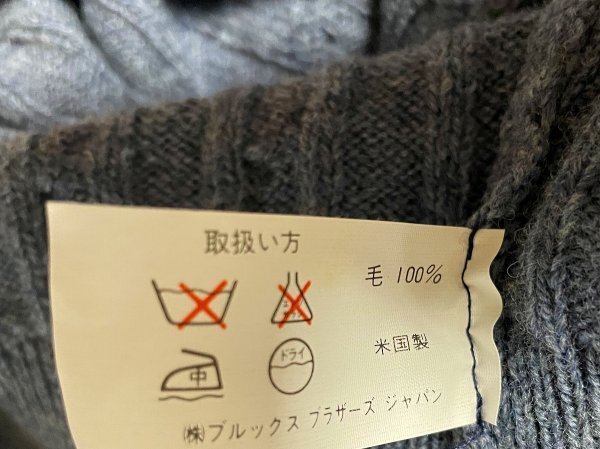 取扱い方
毛 100%
米国製
中
ドライ
㈱ブルックス ブラザーズ ジャパン